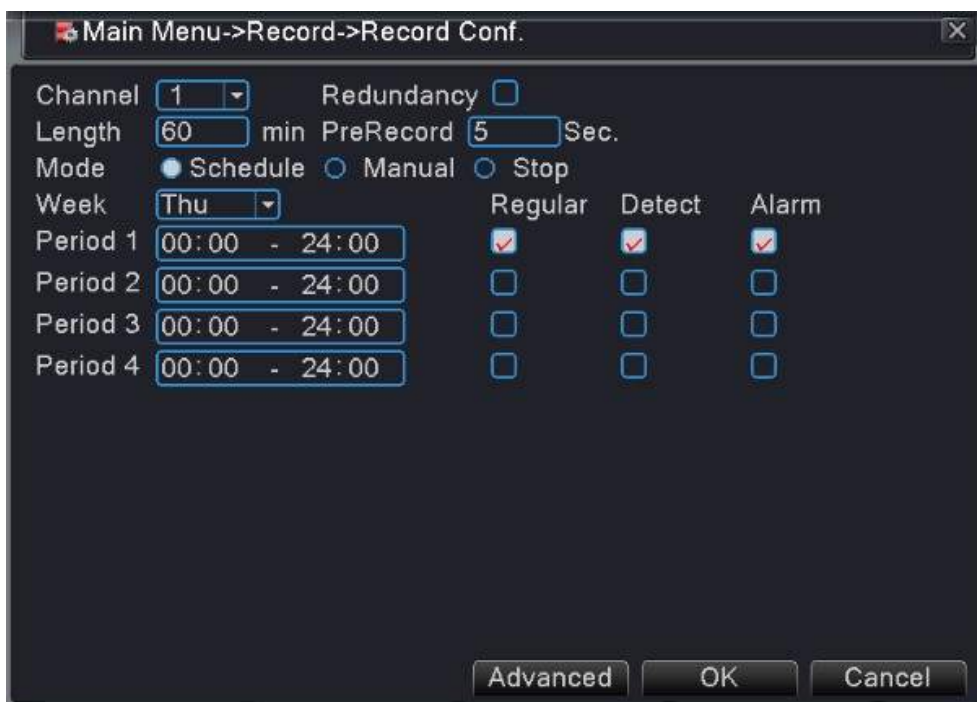 Main Menu->Record->Record Conf.
Channel 1 Redundancy
Length 60 min PreRecord 5 Sec.
Mode Schedule Manual Stop
Week Thu Regular Detect Alarm
Period 1 00:00 - 24:00
Period 2 00:00 - 24:00
Period 3 00:00 - 24:00
Period 4 00:00 - 24:00
Advanced OK Cancel